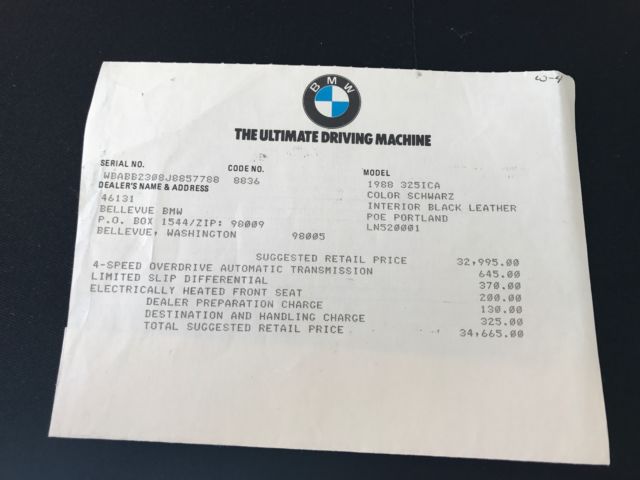 W-4
BMW
THE ULTIMATE DRIVING MACHINE
SERIAL NO. CODE NO. MODEL
WBABB2308J8857788 8836 1988 325ICA
DEALER'S NAME & ADDRESS COLOR SCHWARZ
46131 INTERIOR BLACK LEATHER
BELLEVUE BMW POE PORTLAND
P.O. BOX 1544/ZIP: 98009 LN520001
BELLEVUE, WASHINGTON 98005
SUGGESTED RETAIL PRICE 32,995.00
4-SPEED OVERDRIVE AUTOMATIC TRANSMISSION 645.00
LIMITED SLIP DIFFERENTIAL 370.00
ELECTRICALLY HEATED FRONT SEAT 200.00
DEALER PREPARATION CHARGE 130.00
DESTINATION AND HANDLING CHARGE 325.00
TOTAL SUGGESTED RETAIL PRICE 34,665.00